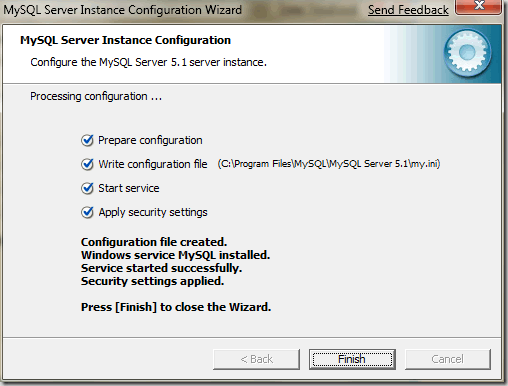 MySQL Server Instance Configuration Wizard Send Feedback
MySQL Server Instance Configuration
Configure the MySQL Server 5.1 server instance.
Processing configuration ...
Prepare configuration
Write configuration file (C:\Program Files\MySQL\MySQL Server 5.1\my.ini)
Start service
Apply security settings
Configuration file created.
Windows service MySQL installed.
Service started successfully.
Security settings applied.
Press [Finish] to close the Wizard.
< Back Finish Cancel